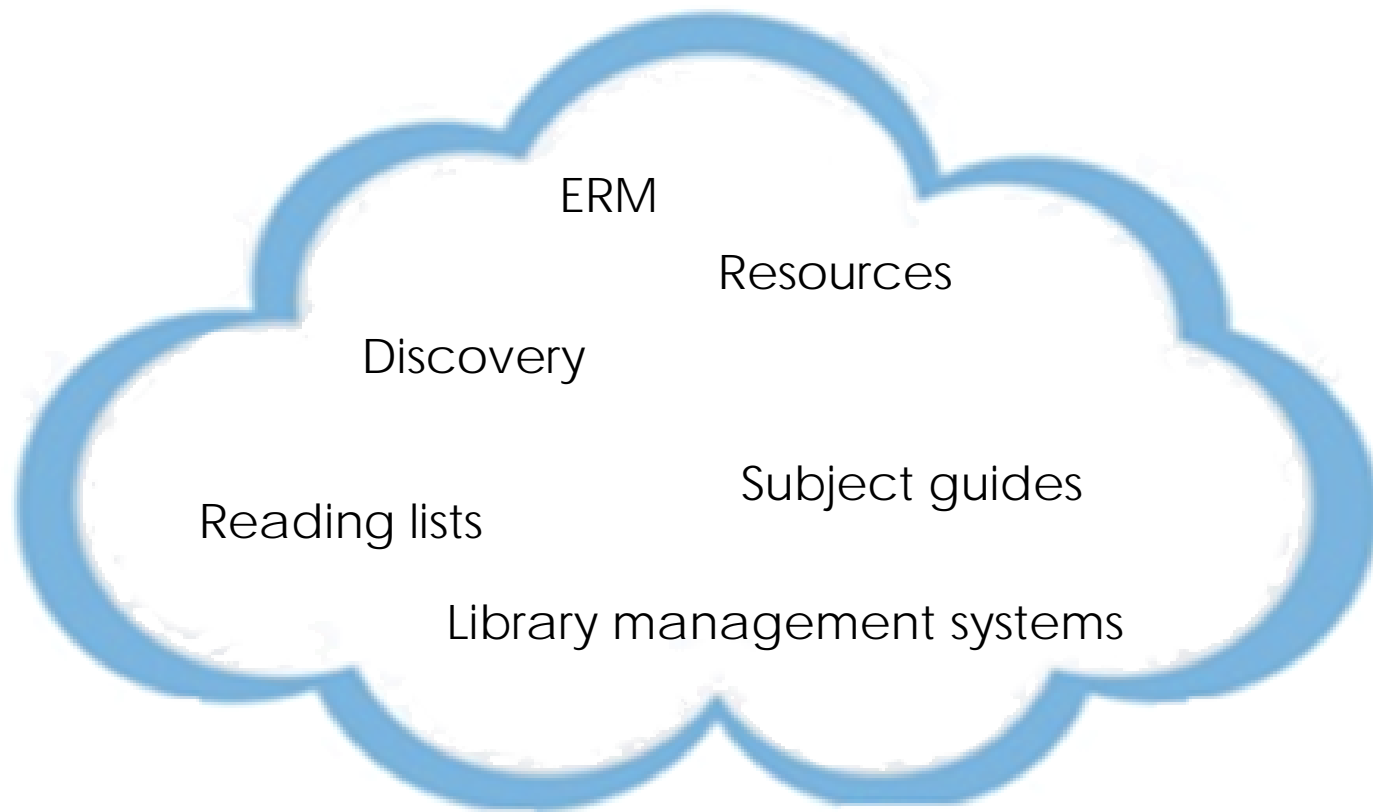 ERM
Resources
Discovery
Subject guides
Reading lists
Library management systems